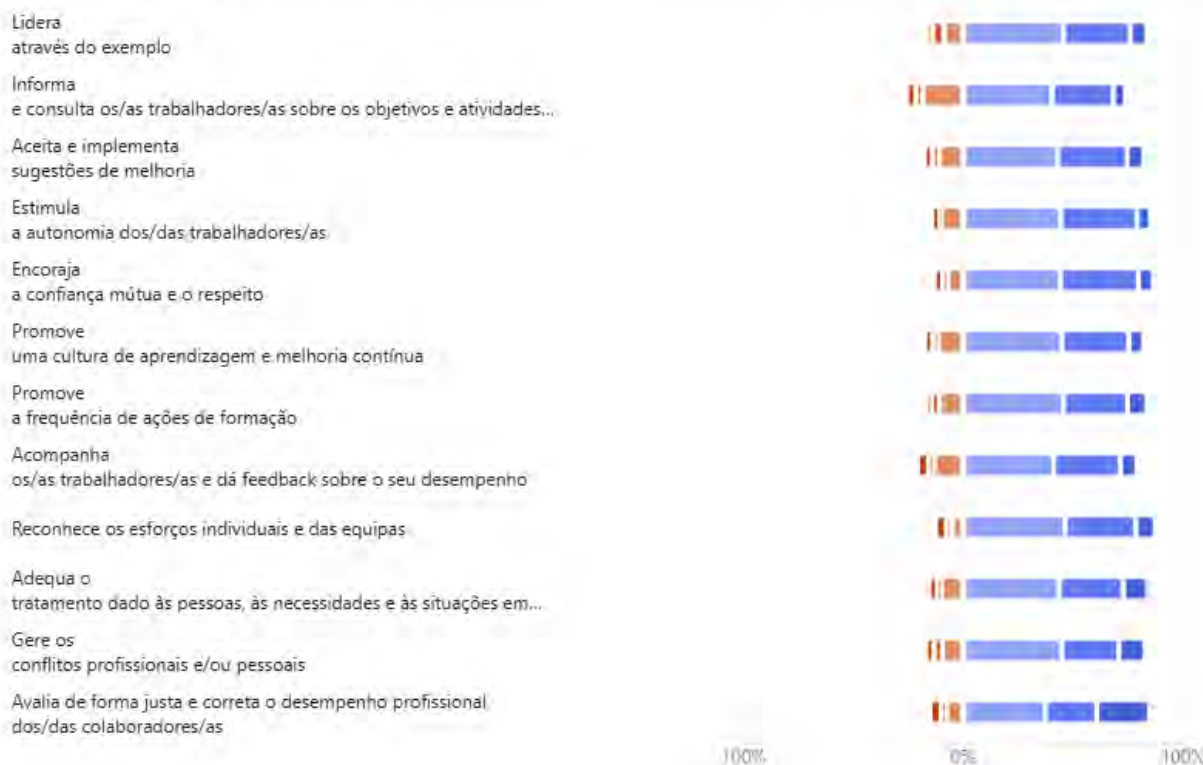 Lidera
através do exemplo
Informa
e consulta os/as trabalhadores/as sobre os objetivos e atividades...
Aceita e implementa
sugestões de melhoria
Estimula
a autonomia dos/das trabalhadores/as
Encoraja
a confiança mútua e o respeito
Promove
uma cultura de aprendizagem e melhoria contínua
Promove
a frequência de ações de formação
Acompanha
os/as trabalhadores/as e dá feedback sobre o seu desempenho
Reconhece os esforços individuais e das equipas
Adequa o
tratamento dado às pessoas, às necessidades e às situações em...
Gere os
conflitos profissionais e/ou pessoais
Avalia de forma justa e correta o desempenho profissional
dos/das colaboradores/as
100% 0% 100%